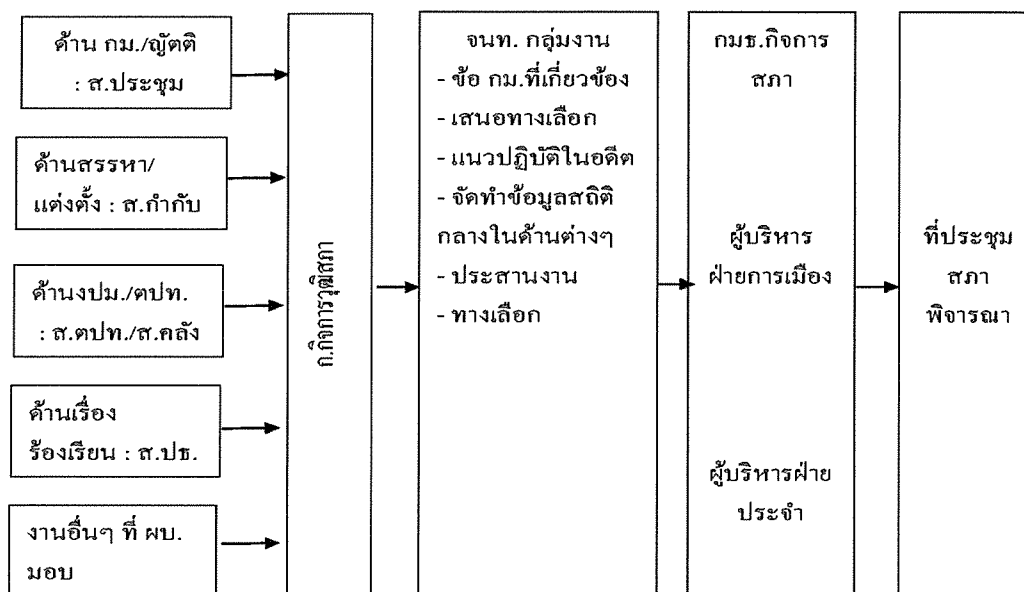 ด้าน กม./ญัตติ
: ส.ประชุม
ด้านสรรหา/
แต่งตั้ง : ส.กำกับ
ด้านงปม./ตปท.
: ส.ตปท./ส.คลัง
ด้านเรื่อง
ร้องเรียน : ส.ปธ.
งานอื่นๆ ที่ ผบ.
มอบ
ก.กิจการวุฒิสภา
จนท. กลุ่มงาน
- ข้อ กม.ที่เกี่ยวข้อง
- เสนอทางเลือก
- แนวปฏิบัติในอดีต
- จัดทำข้อมูลสถิติ
กลางในด้านต่างๆ
- ประสานงาน
- ทางเลือก
กมธ.กิจการ
สภา
ผู้บริหาร
ฝ่ายการเมือง
ผู้บริหารฝ่าย
ประจำ
ที่ประชุม
สภา
พิจารณา